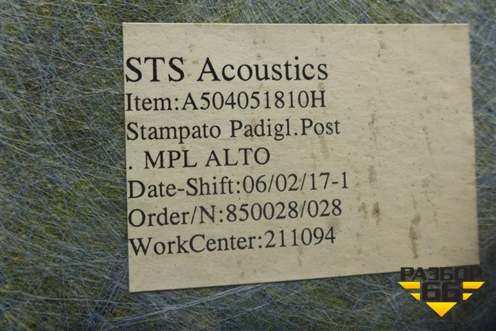 STS Acoustics
Item:A504051810H
Stampato Padigl.Post
. MPL ALTO
Date-Shift:06/02/17-1
Order/N:850028/028
WorkCenter:211094
РАЗБОР
66